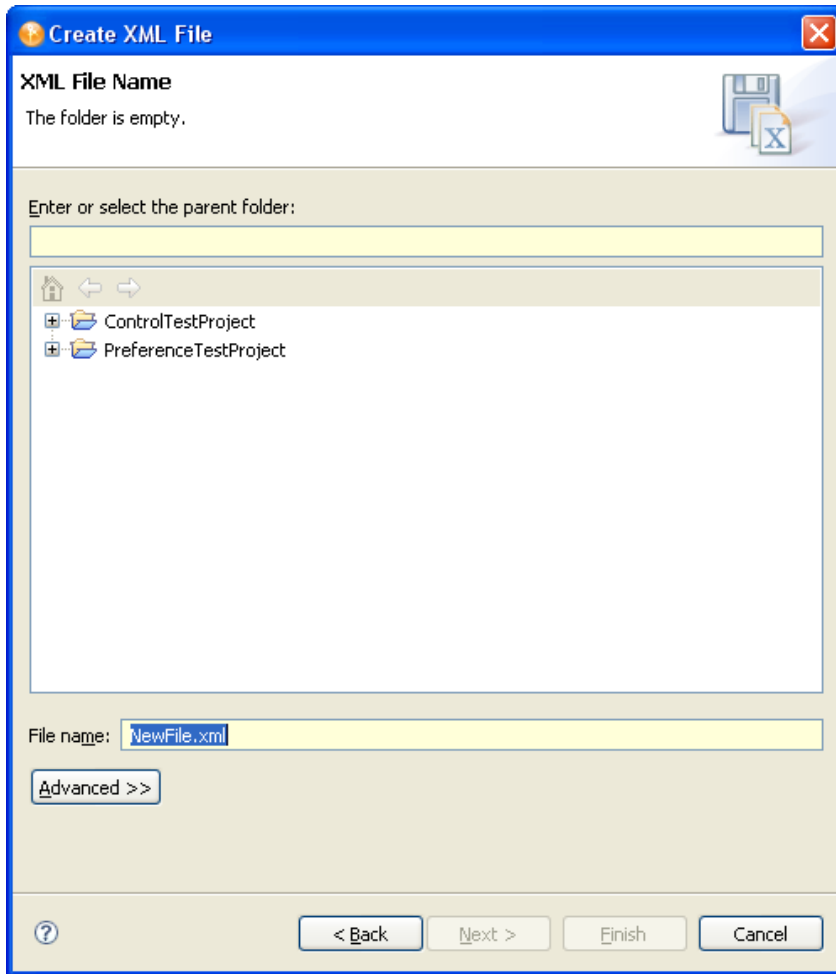 Create XML File
XML File Name
The folder is empty.
Enter or select the parent folder:
ControlTestProject
PreferenceTestProject
File name: NewFile.xml
Advanced >>
< Back Next > Finish Cancel